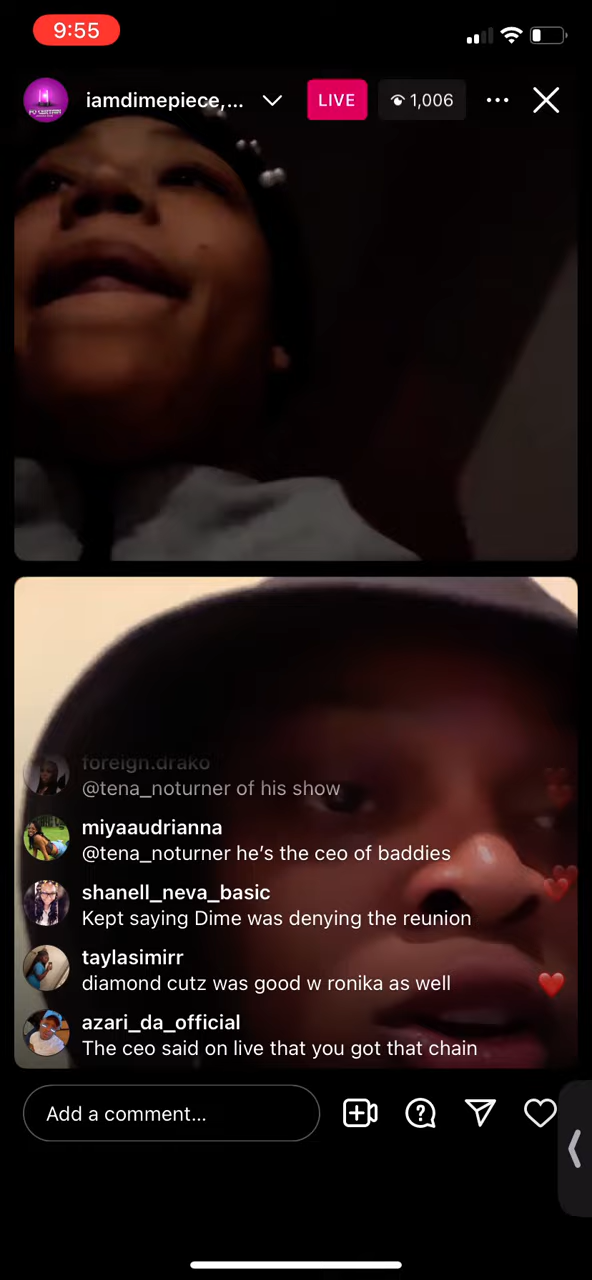 9:55
iamdimepiece,...
LIVE
1,006
foreign.drako
@tena_noturner of his show
miyaaudrianna
@tena_noturner he's the ceo of baddies
shanell_neva_basic
Kept saying Dime was denying the reunion
taylasimirr
diamond cutz was good w ronika as well
azari_da_official
The ceo said on live that you got that chain
Add a comment...